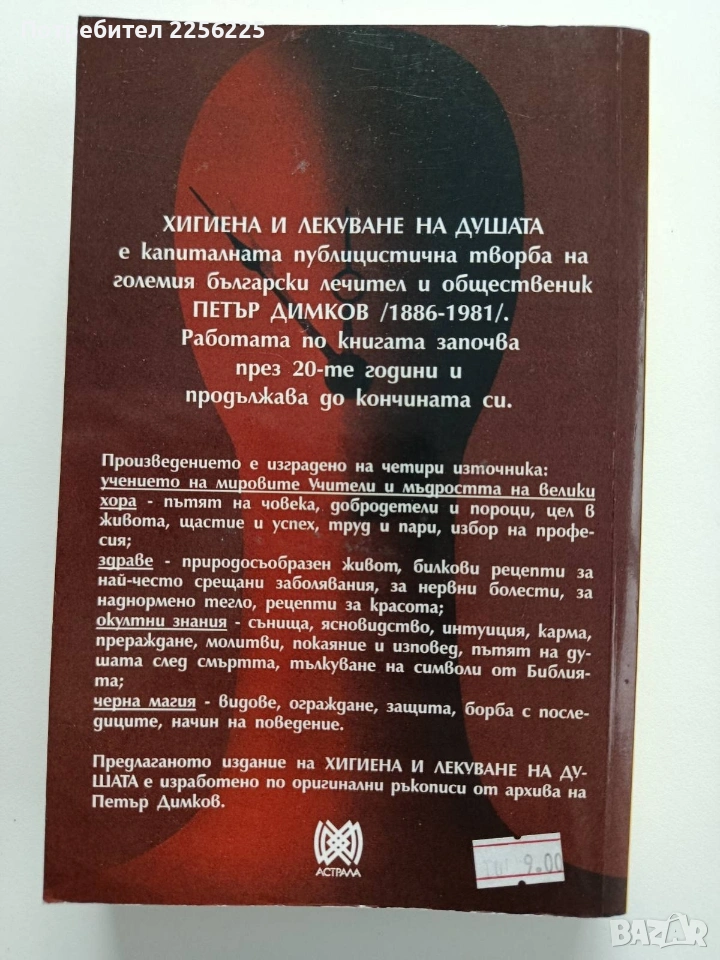 Потребител 2256225
ХИГИЕНА И ЛЕКУВАНЕ НА ДУШАТА
е капиталната публицистична творба на
големия български лечител и общественик
ПЕТЪР ДИМКОВ /1886-1981/.
Работата по книгата започва
през 20-те години и
продължава до кончината си.
Произведението е изградено на четири източника:
учението на мировите Учители и мъдростта на велики
хора - пътят на човека, добродетели и пороци, цел в
живота, щастие и успех, труд и пари, избор на профе-
сия;
здраве - природосъобразен живот, билкови рецепти за
най-често срещани заболявания, за нервни болести, за
наднормено тегло, рецепти за красота;
окултни знания - сънища, ясновидство, интуиция, карма,
прераждане, молитви, покаяние и изповед, пътят на ду-
шата след смъртта, тълкуване на символи от Библия-
та;
черна магия - видове, ограждане, защита, борба с после-
диците, начин на поведение.
Предлаганото издание на ХИГИЕНА И ЛЕКУВАНЕ НА ДУ-
ШАТА е изработено по оригинални ръкописи от архива на
Петър Димков.
АСТРАЛА
9.00
BAZAR